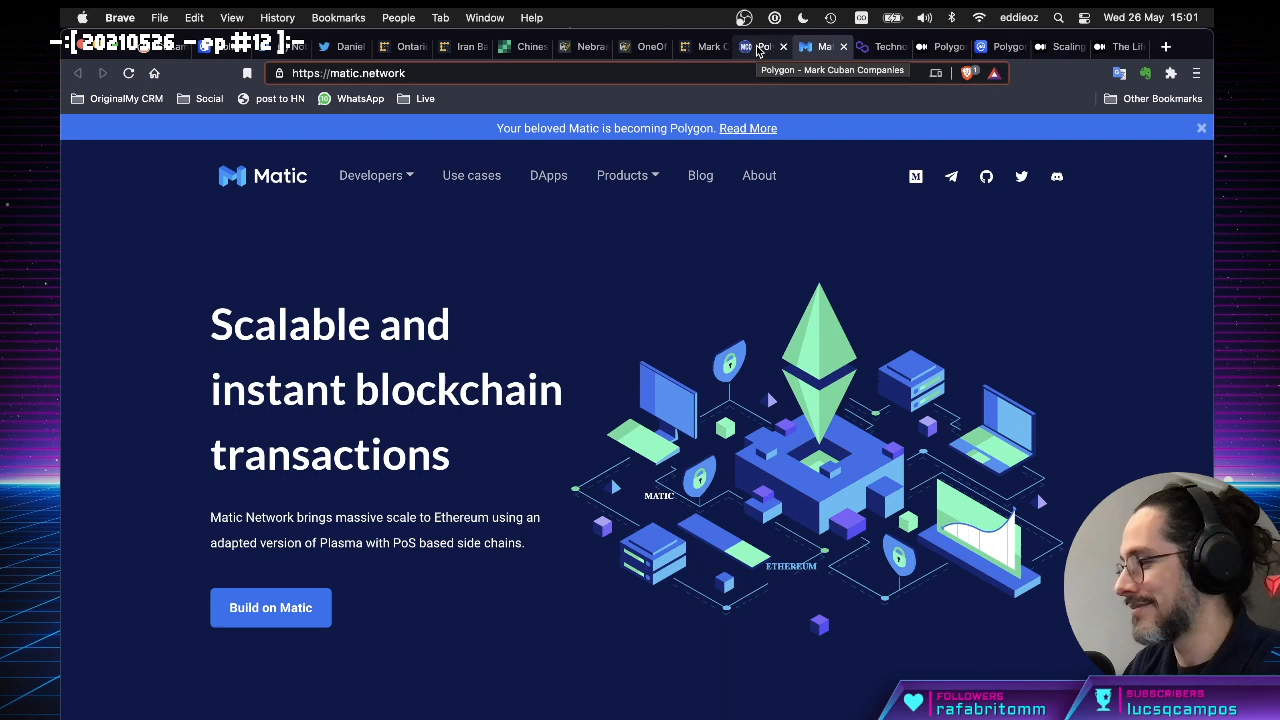 Brave File Edit View History Bookmarks People Tab Window Help GO eddieoz Wed 26 May 15:01
-:[ 20210526 - ep #12 ]:-
Daniel Ontari Iran Ba Chines Nebra OneOf Mark C Pol Mat Techno Polygo Polygo Scaling The Life
https://matic.network
Polygon - Mark Cuban Companies
1
OriginalMy CRM Social post to HN WhatsApp Live Other Bookmarks
Your beloved Matic is becoming Polygon. Read More
Matic Developers Use cases DApps Products Blog About
Scalable and
instant blockchain
transactions
MATIC
Matic Network brings massive scale to Ethereum using an
adapted version of Plasma with PoS based side chains.
ETHEREUM
Build on Matic
FOLLOWERS
rafabritomm
SUBSCRIBERS
lucsqcampos